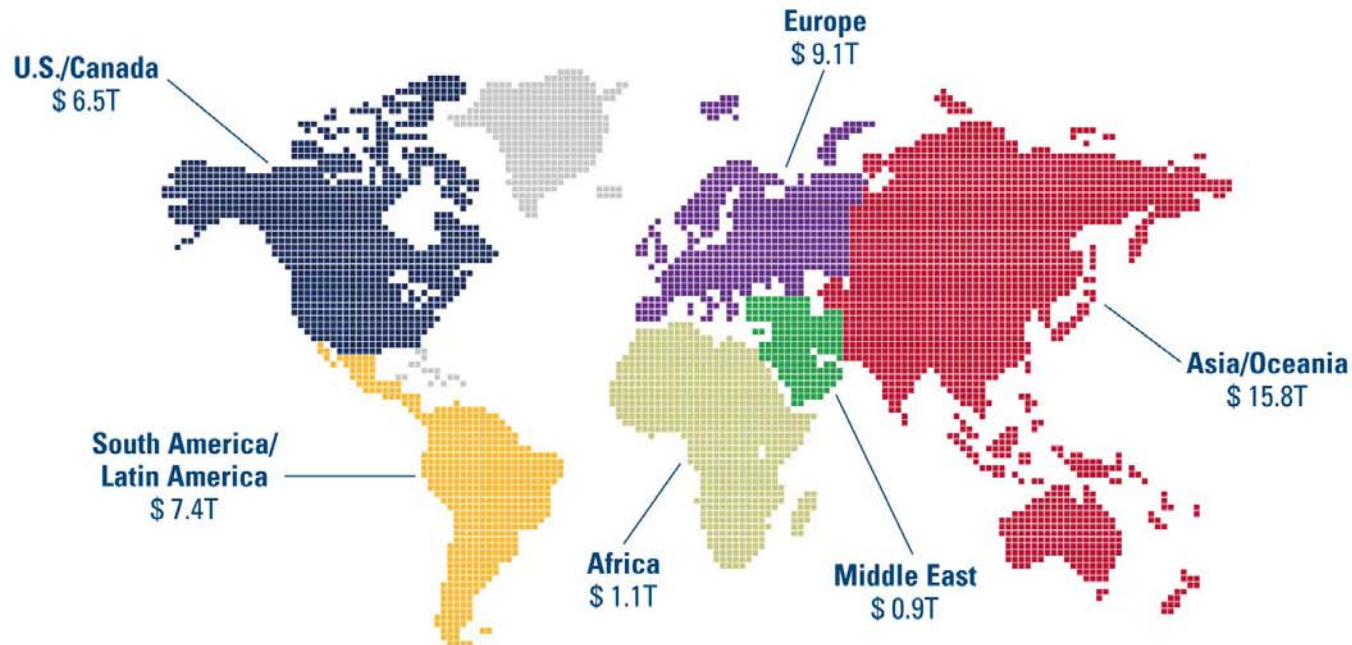 Europe
$ 9.1T
U.S./Canada
$ 6.5T
Asia/Oceania
$ 15.8T
South America/
Latin America
$ 7.4T
Africa
$ 1.1T
Middle East
$ 0.9T